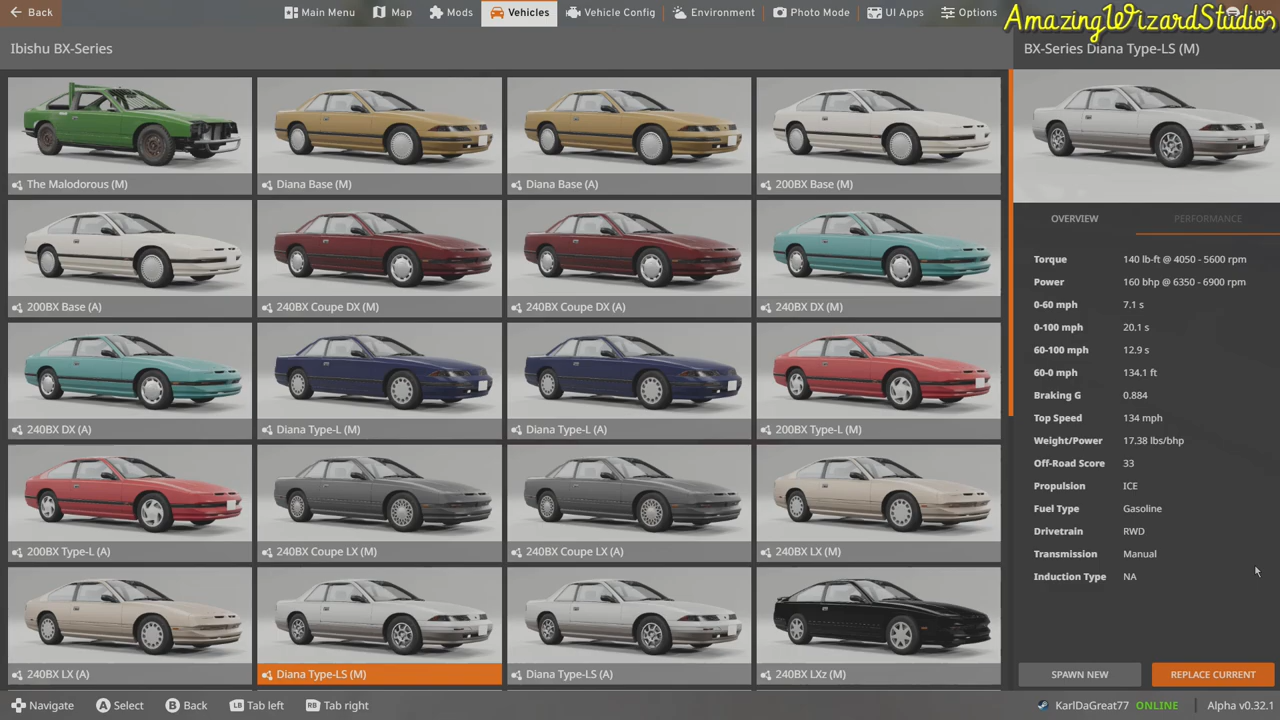 Back
Main Menu
Map
Mods
Vehicles
Vehicle Config
Environment
Photo Mode
UI Apps
Options
AmazingWizardStudios
Ibishu BX-Series
BX-Series Diana Type-LS (M)
The Malodorous (M)
Diana Base (M)
Diana Base (A)
200BX Base (M)
200BX Base (A)
240BX Coupe DX (M)
240BX Coupe DX (A)
240BX DX (M)
240BX DX (A)
Diana Type-L (M)
Diana Type-L (A)
200BX Type-L (M)
200BX Type-L (A)
240BX Coupe LX (M)
240BX Coupe LX (A)
240BX LX (M)
240BX LX (A)
Diana Type-LS (M)
Diana Type-LS (A)
240BX LXz (M)
OVERVIEW
PERFORMANCE
Torque 140 lb-ft @ 4050 - 5600 rpm
Power 160 bhp @ 6350 - 6900 rpm
0-60 mph 7.1 s
0-100 mph 20.1 s
60-100 mph 12.9 s
60-0 mph 134.1 ft
Braking G 0.884
Top Speed 134 mph
Weight/Power 17.38 lbs/bhp
Off-Road Score 33
Propulsion ICE
Fuel Type Gasoline
Drivetrain RWD
Transmission Manual
Induction Type NA
SPAWN NEW
REPLACE CURRENT
Navigate
A Select
B Back
LB Tab left
RB Tab right
KarlDaGreat77 ONLINE
Alpha v0.32.1